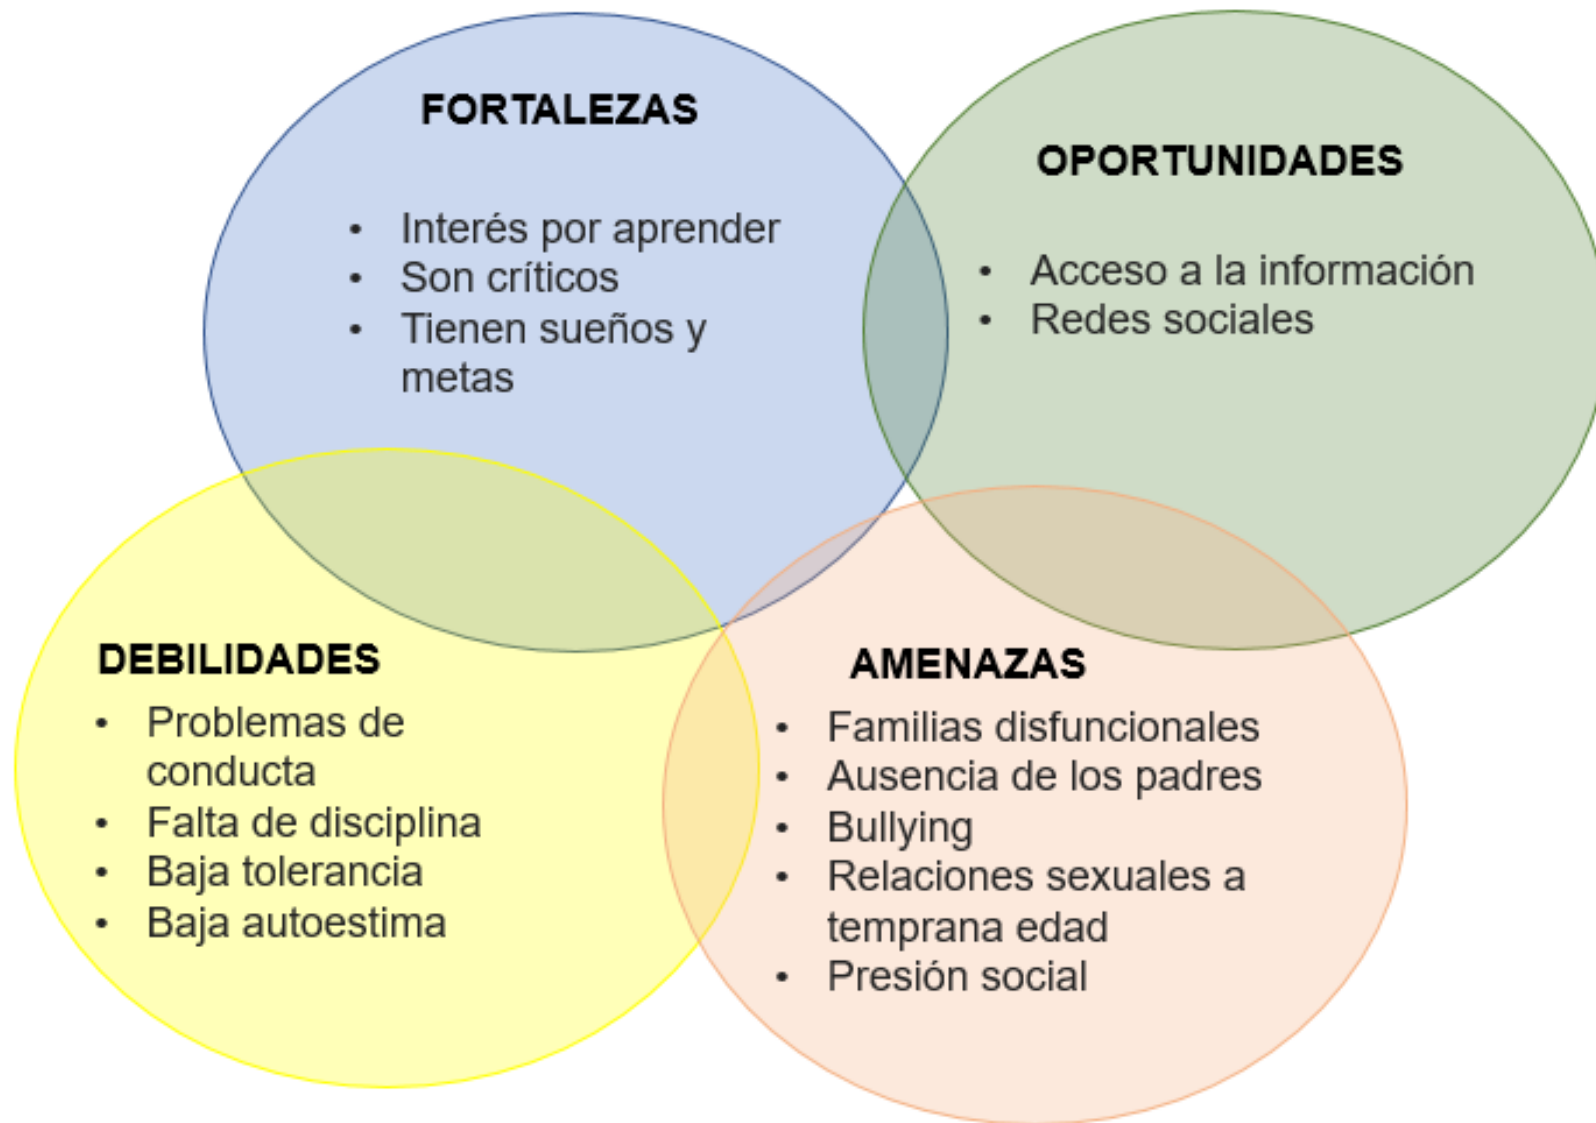 FORTALEZAS
• Interés por aprender
• Son críticos
• Tienen sueños y
metas
OPORTUNIDADES
• Acceso a la información
• Redes sociales
DEBILIDADES
• Problemas de
conducta
• Falta de disciplina
• Baja tolerancia
• Baja autoestima
AMENAZAS
• Familias disfuncionales
• Ausencia de los padres
• Bullying
• Relaciones sexuales a
temprana edad
• Presión social